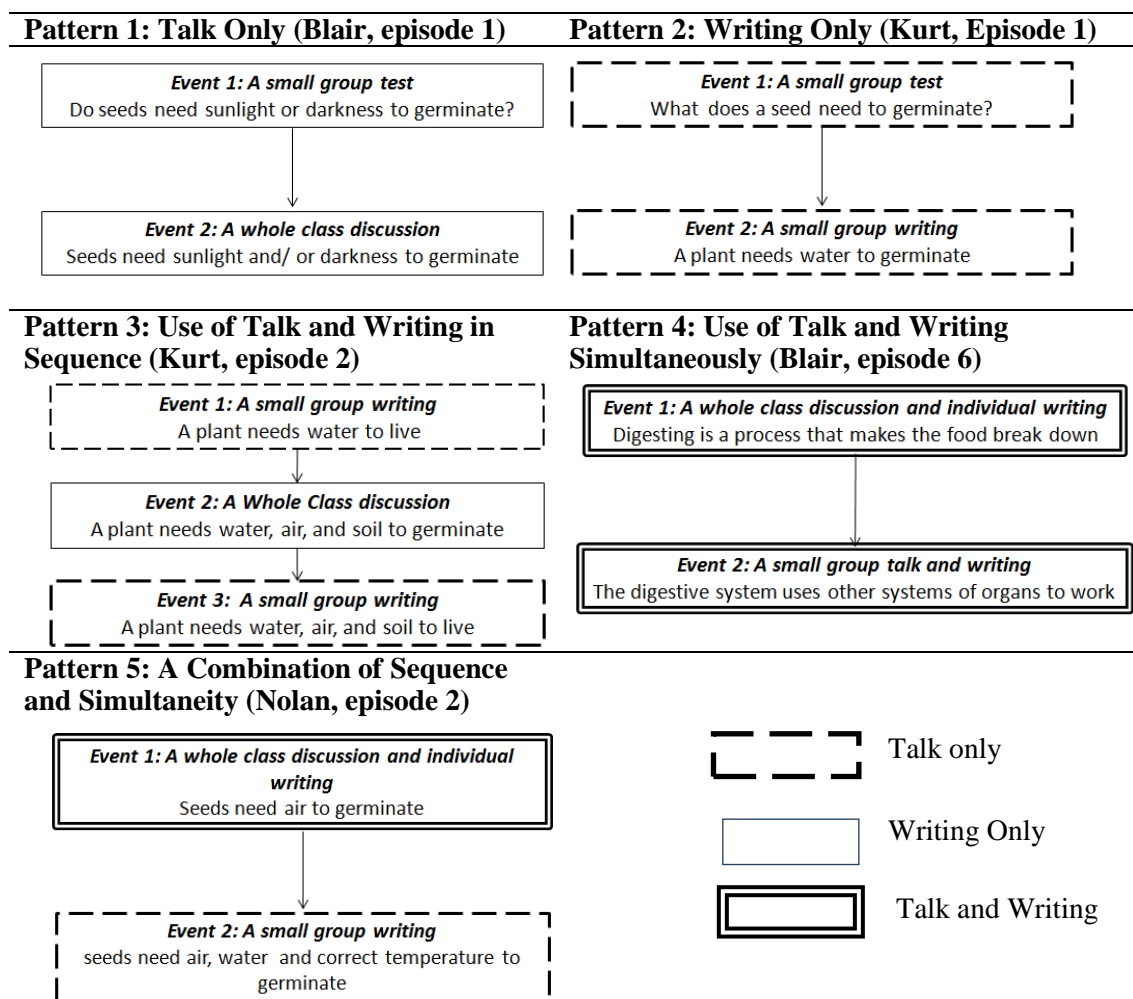 Pattern 1: Talk Only (Blair, episode 1)
Event 1: A small group test
Do seeds need sunlight or darkness to germinate?
Event 2: A whole class discussion
Seeds need sunlight and/ or darkness to germinate
Pattern 2: Writing Only (Kurt, Episode 1)
Event 1: A small group test
What does a seed need to germinate?
Event 2: A small group writing
A plant needs water to germinate
Pattern 3: Use of Talk and Writing in
Sequence (Kurt, episode 2)
Event 1: A small group writing
A plant needs water to live
Event 2: A Whole Class discussion
A plant needs water, air, and soil to germinate
Event 3: A small group writing
A plant needs water, air, and soil to live
Pattern 4: Use of Talk and Writing
Simultaneously (Blair, episode 6)
Event 1: A whole class discussion and individual writing
Digesting is a process that makes the food break down
Event 2: A small group talk and writing
The digestive system uses other systems of organs to work
Pattern 5: A Combination of Sequence
and Simultaneity (Nolan, episode 2)
Event 1: A whole class discussion and individual
writing
Seeds need air to germinate
Event 2: A small group writing
seeds need air, water and correct temperature to
germinate
Talk only
Writing Only
Talk and Writing